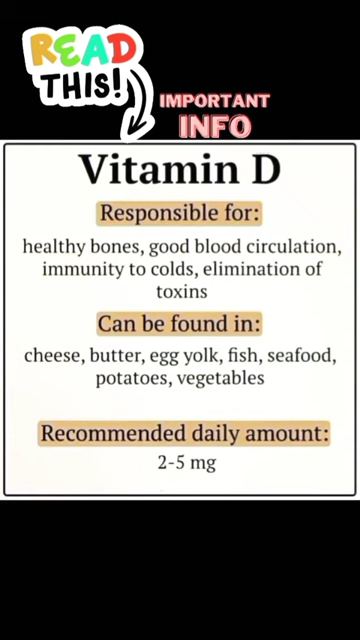 READ
THIS!
IMPORTANT
INFO
Vitamin D
Responsible for:
healthy bones, good blood circulation,
immunity to colds, elimination of
toxins
Can be found in:
cheese, butter, egg yolk, fish, seafood,
potatoes, vegetables
Recommended daily amount:
2-5 mg